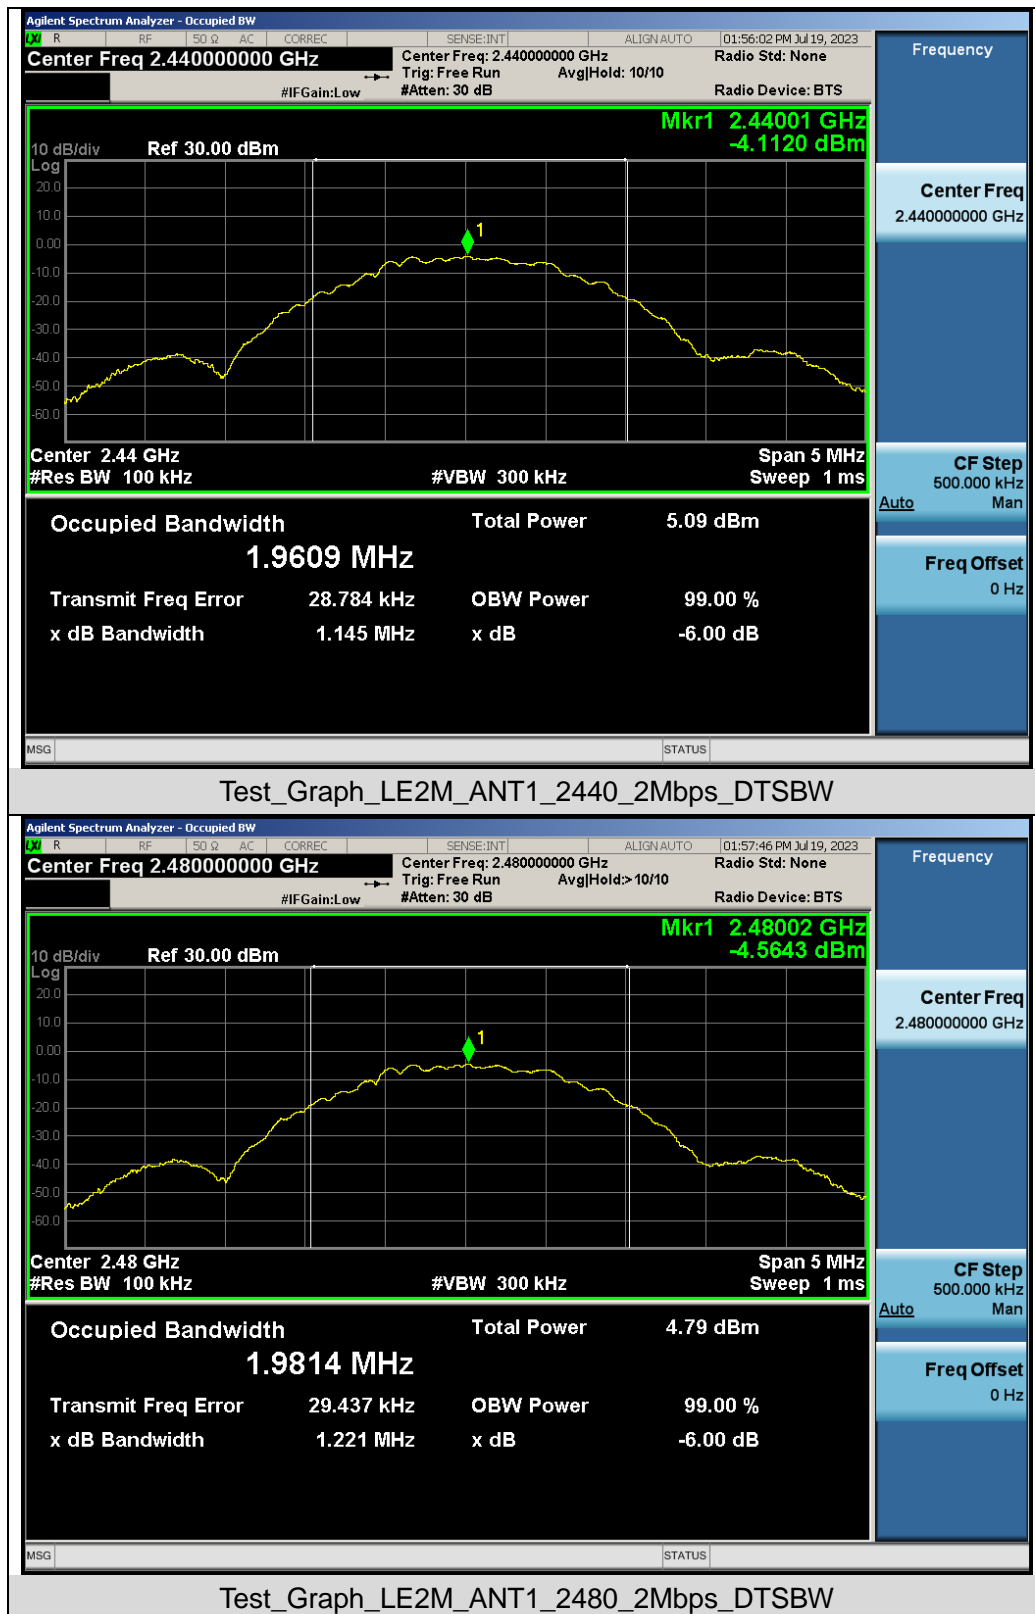 Agilent Spectrum Analyzer - Occupied BW
LXI R RF 50 Ω AC CORREC SENSE:INT ALIGN AUTO 01:56:02 PM Jul 19, 2023
Center Freq 2.440000000 GHz
Center Freq: 2.440000000 GHz Radio Std: None
Trig: Free Run Avg|Hold: 10/10
#IFGain:Low #Atten: 30 dB Radio Device: BTS
Frequency
Mkr1 2.44001 GHz
-4.1120 dBm
10 dB/div Ref 30.00 dBm
Log
20.0
10.0
0.00
-10.0
-20.0
-30.0
-40.0
-50.0
-60.0
1
Center 2.44 GHz Span 5 MHz
#Res BW 100 kHz #VBW 300 kHz Sweep 1 ms
Center Freq
2.440000000 GHz
CF Step
500.000 kHz
Auto Man
Freq Offset
0 Hz
Occupied Bandwidth Total Power 5.09 dBm
1.9609 MHz
Transmit Freq Error 28.784 kHz OBW Power 99.00 %
x dB Bandwidth 1.145 MHz x dB -6.00 dB
MSG STATUS
Test_Graph_LE2M_ANT1_2440_2Mbps_DTSBW
Agilent Spectrum Analyzer - Occupied BW
LXI R RF 50 Ω AC CORREC SENSE:INT ALIGN AUTO 01:57:46 PM Jul 19, 2023
Center Freq 2.480000000 GHz
Center Freq: 2.480000000 GHz Radio Std: None
Trig: Free Run Avg|Hold:>10/10
#IFGain:Low #Atten: 30 dB Radio Device: BTS
Frequency
Mkr1 2.48002 GHz
-4.5643 dBm
10 dB/div Ref 30.00 dBm
Log
20.0
10.0
0.00
-10.0
-20.0
-30.0
-40.0
-50.0
-60.0
1
Center 2.48 GHz Span 5 MHz
#Res BW 100 kHz #VBW 300 kHz Sweep 1 ms
Center Freq
2.480000000 GHz
CF Step
500.000 kHz
Auto Man
Freq Offset
0 Hz
Occupied Bandwidth Total Power 4.79 dBm
1.9814 MHz
Transmit Freq Error 29.437 kHz OBW Power 99.00 %
x dB Bandwidth 1.221 MHz x dB -6.00 dB
MSG STATUS
Test_Graph_LE2M_ANT1_2480_2Mbps_DTSBW